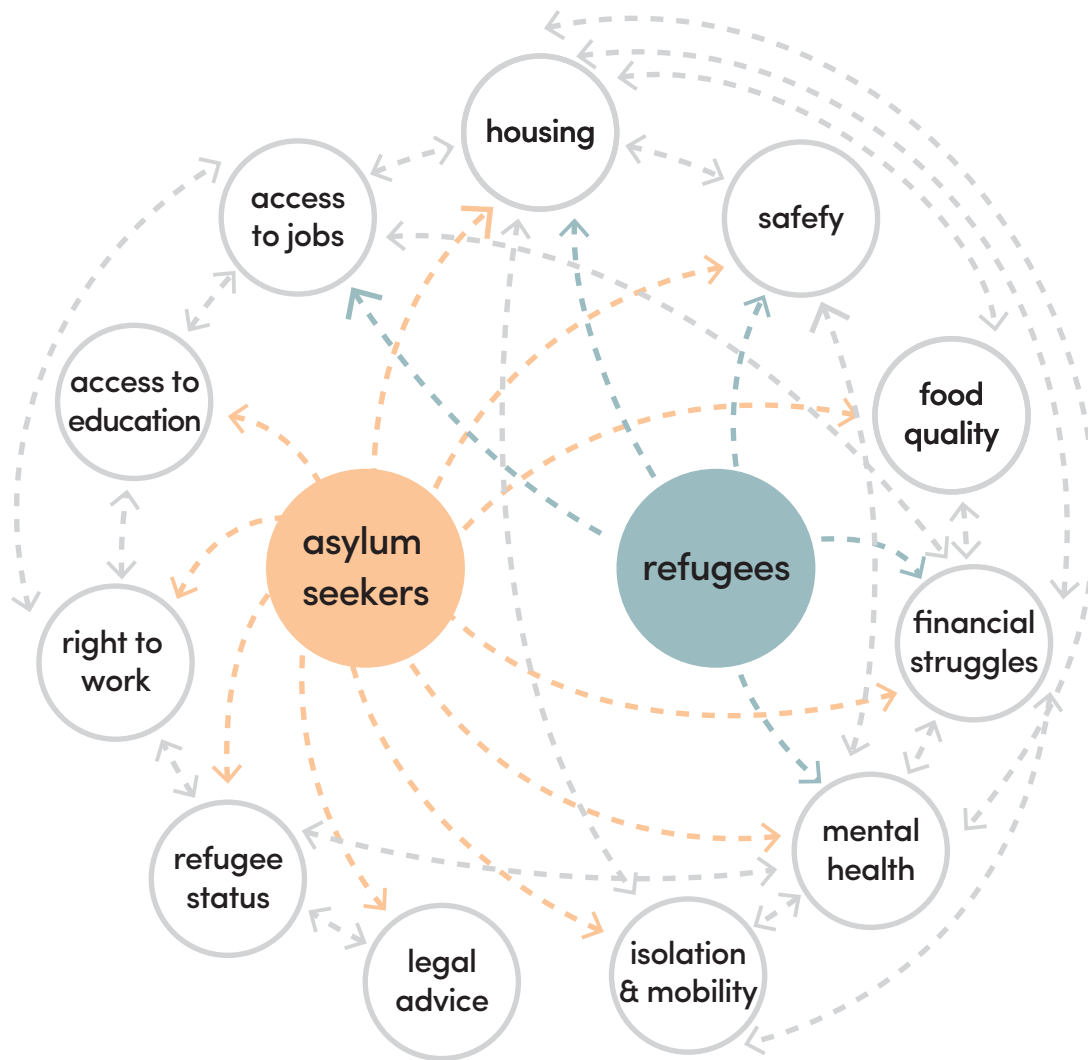 housing
access
to jobs
safefy
access to
education
food
quality
asylum
seekers
refugees
right to
work
financial
struggles
refugee
status
mental
health
legal
advice
isolation
& mobility